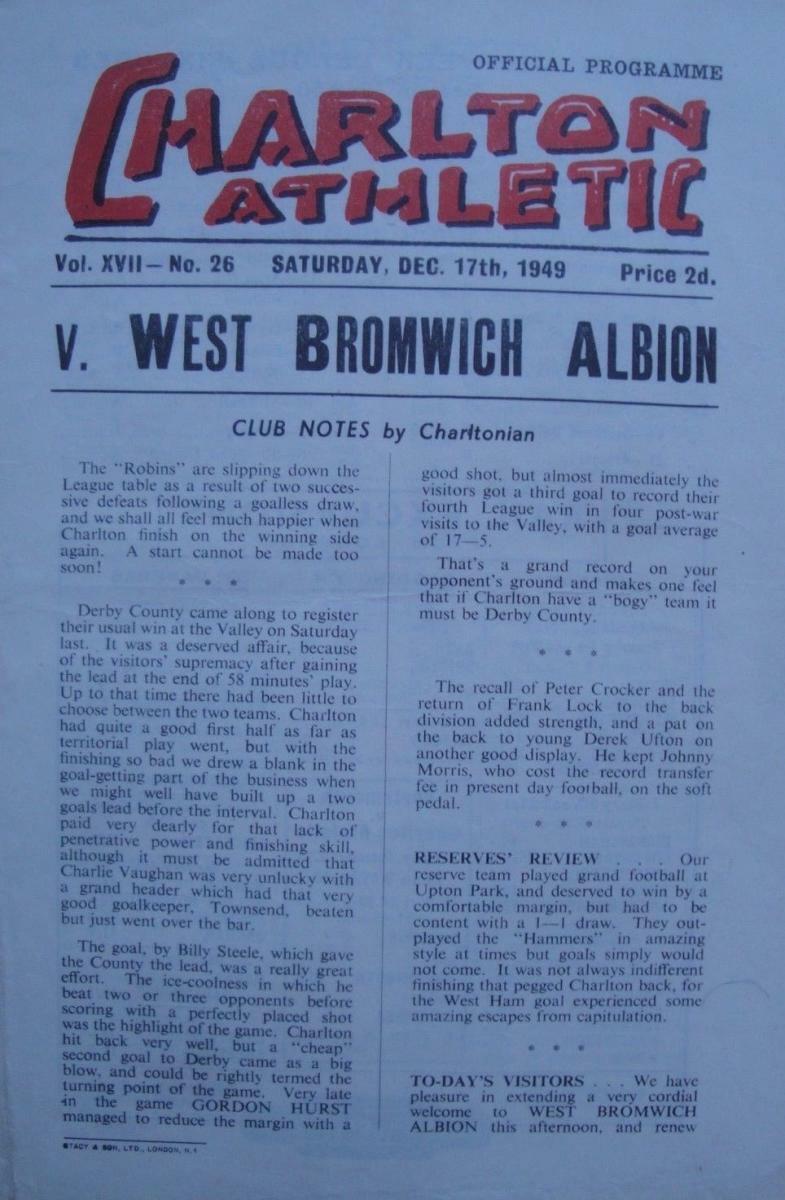 OFFICIAL PROGRAMME
CHARLTON
ATHLETIC
Vol. XVII — No. 26 SATURDAY, DEC. 17th, 1949 Price 2d.
V. WEST BROMWICH ALBION
CLUB NOTES by Charltonian
The "Robins" are slipping down the
League table as a result of two succes-
sive defeats following a goalless draw,
and we shall all feel much happier when
Charlton finish on the winning side
again. A start cannot be made too
soon!
* * *
Derby County came along to register
their usual win at the Valley on Saturday
last. It was a deserved affair, because
of the visitors' supremacy after gaining
the lead at the end of 58 minutes' play.
Up to that time there had been little to
choose between the two teams. Charlton
had quite a good first half as far as
territorial play went, but with the
finishing so bad we drew a blank in the
goal-getting part of the business when
we might well have built up a two
goals lead before the interval. Charlton
paid very dearly for that lack of
penetrative power and finishing skill,
although it must be admitted that
Charlie Vaughan was very unlucky with
a grand header which had that very
good goalkeeper, Townsend, beaten
but just went over the bar.
The goal, by Billy Steele, which gave
the County the lead, was a really great
effort. The ice-coolness in which he
beat two or three opponents before
scoring with a perfectly placed shot
was the highlight of the game. Charlton
hit back very well, but a "cheap"
second goal to Derby came as a big
blow, and could be rightly termed the
turning point of the game. Very late
in the game GORDON HURST
managed to reduce the margin with a
STACY & SON, LTD., LONDON, N.1
good shot, but almost immediately the
visitors got a third goal to record their
fourth League win in four post-war
visits to the Valley, with a goal average
of 17—5.
That's a grand record on your
opponent's ground and makes one feel
that if Charlton have a "bogy" team it
must be Derby County.
* * *
The recall of Peter Crocker and the
return of Frank Lock to the back
division added strength, and a pat on
the back to young Derek Ufton on
another good display. He kept Johnny
Morris, who cost the record transfer
fee in present day football, on the soft
pedal.
* * *
RESERVES' REVIEW . . . Our
reserve team played grand football at
Upton Park, and deserved to win by a
comfortable margin, but had to be
content with a 1—1 draw. They out-
played the "Hammers" in amazing
style at times but goals simply would
not come. It was not always indifferent
finishing that pegged Charlton back, for
the West Ham goal experienced some
amazing escapes from capitulation.
* * *
TO-DAY'S VISITORS . . . We have
pleasure in extending a very cordial
welcome to WEST BROMWICH
ALBION this afternoon, and renew